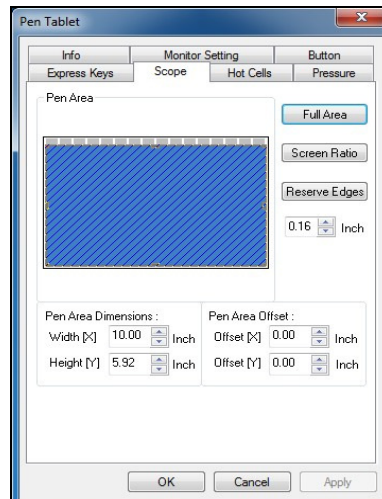 Pen Tablet
Info Monitor Setting Button
Express Keys Scope Hot Cells Pressure
Pen Area
Full Area
Screen Ratio
Reserve Edges
0.16 Inch
Pen Area Dimensions : Pen Area Offset :
Width [X] 10.00 Inch Offset [X] 0.00 Inch
Height [Y] 5.92 Inch Offset [Y] 0.00 Inch
OK Cancel Apply